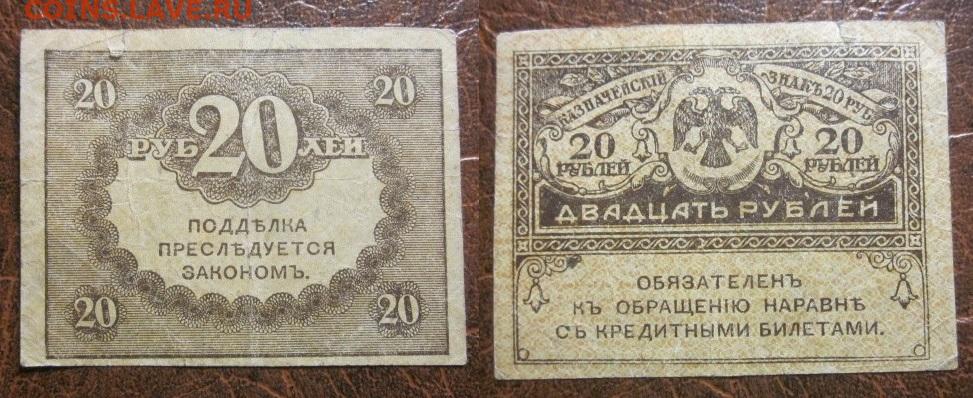 COINS.LAVE.РУ
20 20
РУБ 20 ЛЕЙ
ПОДДѢЛКА
ПРЕСЛѢДУЕТСЯ
ЗАКОНОМЪ.
20 20
КАЗНАЧЕЙСКІЙ ЗНАКЪ 20 РУБ.
20 20
РУБЛЕЙ РУБЛЕЙ
ДВАДЦАТЬ РУБЛЕЙ
ОБЯЗАТЕЛЕНЪ
КЪ ОБРАЩЕНІЮ НАРАВНѢ
СЪ КРЕДИТНЫМИ БИЛЕТАМИ.